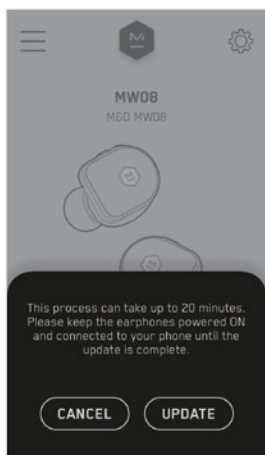 MW08
M&D MW08
This process can take up to 20 minutes.
Please keep the earphones powered ON
and connected to your phone until the
update is complete.
CANCEL
UPDATE